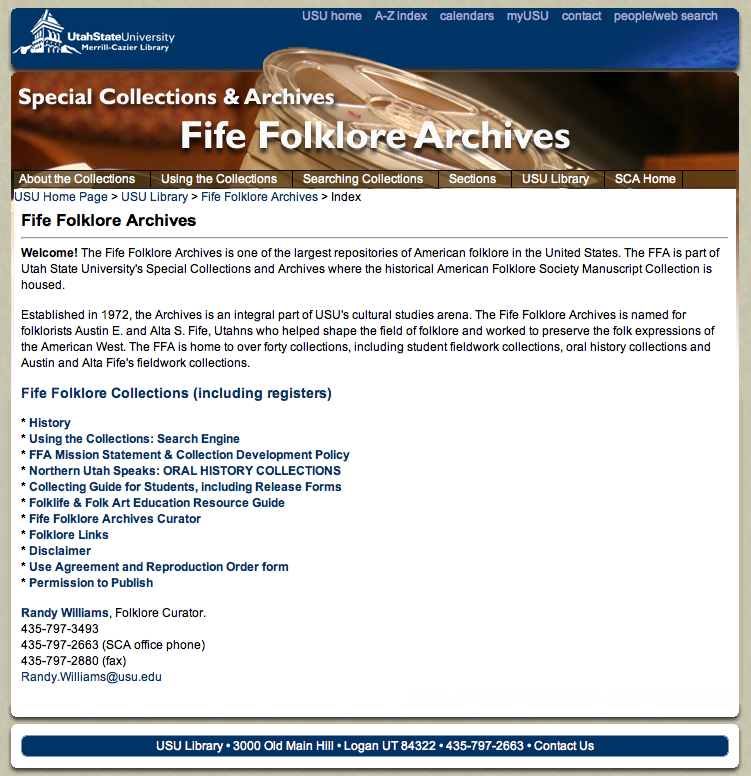 USU home A-Z index calendars myUSU contact people/web search
UtahStateUniversity
Merrill-Cazier Library
Special Collections & Archives
Fife Folklore Archives
About the Collections Using the Collections Searching Collections Sections USU Library SCA Home
USU Home Page > USU Library > Fife Folklore Archives > Index
Fife Folklore Archives
Welcome! The Fife Folklore Archives is one of the largest repositories of American folklore in the United States. The FFA is part of
Utah State University's Special Collections and Archives where the historical American Folklore Society Manuscript Collection is
housed.
Established in 1972, the Archives is an integral part of USU's cultural studies arena. The Fife Folklore Archives is named for
folklorists Austin E. and Alta S. Fife, Utahns who helped shape the field of folklore and worked to preserve the folk expressions of
the American West. The FFA is home to over forty collections, including student fieldwork collections, oral history collections and
Austin and Alta Fife's fieldwork collections.
Fife Folklore Collections (including registers)
* History
* Using the Collections: Search Engine
* FFA Mission Statement & Collection Development Policy
* Northern Utah Speaks: ORAL HISTORY COLLECTIONS
* Collecting Guide for Students, including Release Forms
* Folklife & Folk Art Education Resource Guide
* Fife Folklore Archives Curator
* Folklore Links
* Disclaimer
* Use Agreement and Reproduction Order form
* Permission to Publish
Randy Williams, Folklore Curator.
435-797-3493
435-797-2663 (SCA office phone)
435-797-2880 (fax)
Randy.Williams@usu.edu
USU Library • 3000 Old Main Hill • Logan UT 84322 • 435-797-2663 • Contact Us